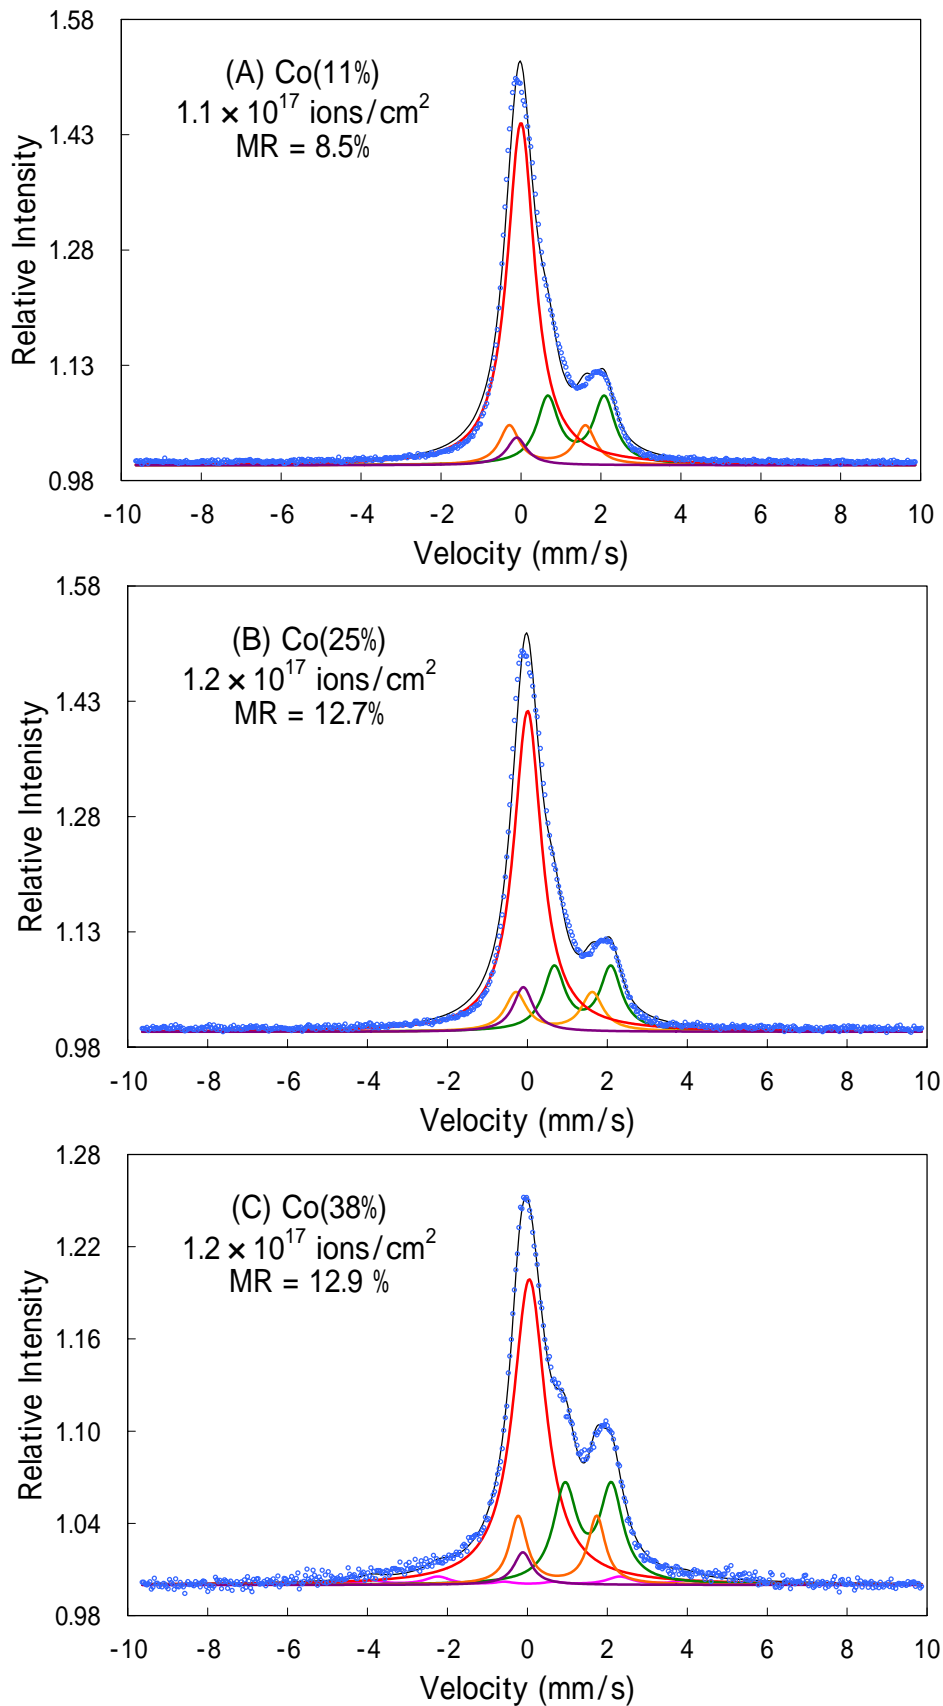 1.58
(A) Co(11%)
1.1 × 10¹⁷ ions/cm²
MR = 8.5%
1.43
1.28
1.13
0.98
Relative Intensity
-10 -8 -6 -4 -2 0 2 4 6 8 10
Velocity (mm/s)
1.58
(B) Co(25%)
1.2 × 10¹⁷ ions/cm²
MR = 12.7%
1.43
1.28
1.13
0.98
Relative Intenisty
-10 -8 -6 -4 -2 0 2 4 6 8 10
Velocity (mm/s)
1.28
(C) Co(38%)
1.2 × 10¹⁷ ions/cm²
MR = 12.9 %
1.22
1.16
1.10
1.04
0.98
Relative Intensity
-10 -8 -6 -4 -2 0 2 4 6 8 10
Velocity (mm/s)